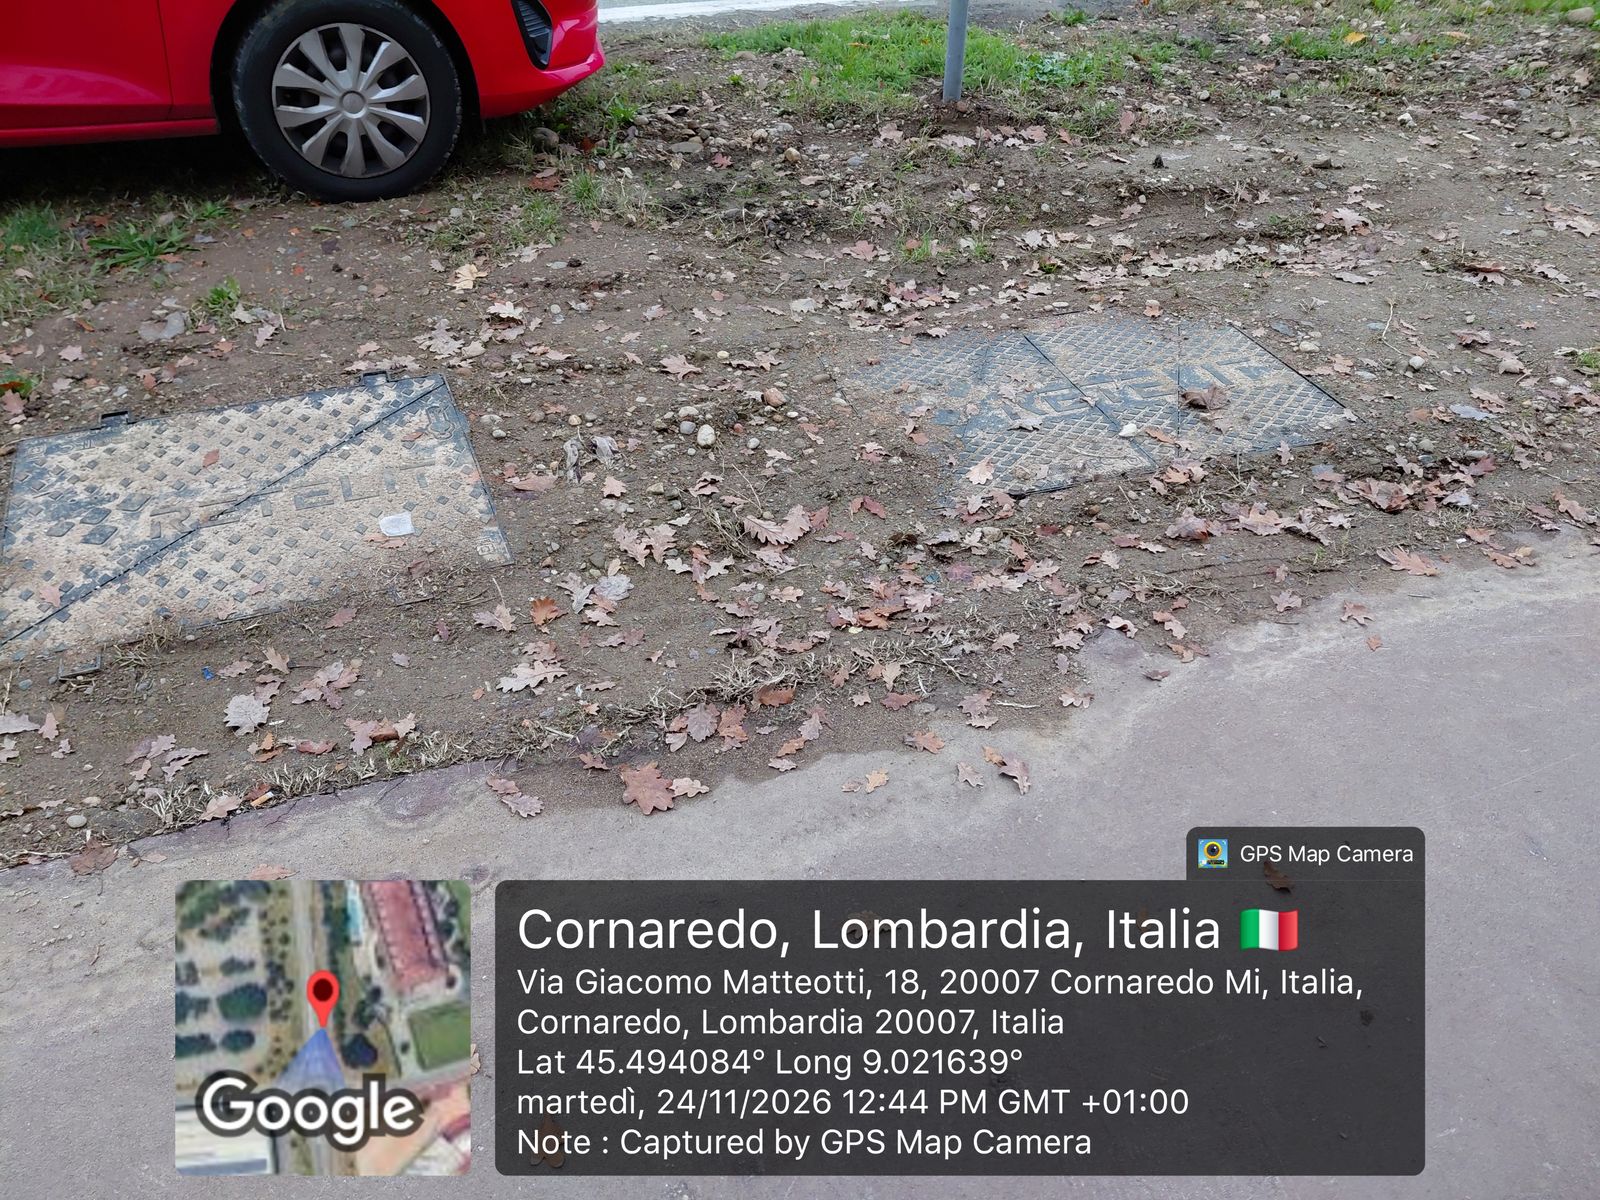 RETELIT
RETELIT
GPS Map Camera
Cornaredo, Lombardia, Italia
Via Giacomo Matteotti, 18, 20007 Cornaredo Mi, Italia,
Cornaredo, Lombardia 20007, Italia
Lat 45.494084° Long 9.021639°
martedì, 24/11/2026 12:44 PM GMT +01:00
Note : Captured by GPS Map Camera
Google